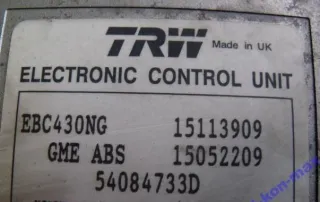 TRW Made in UK
ELECTRONIC CONTROL UNIT
EBC430NG 15113909
GME ABS 15052209
54084733D